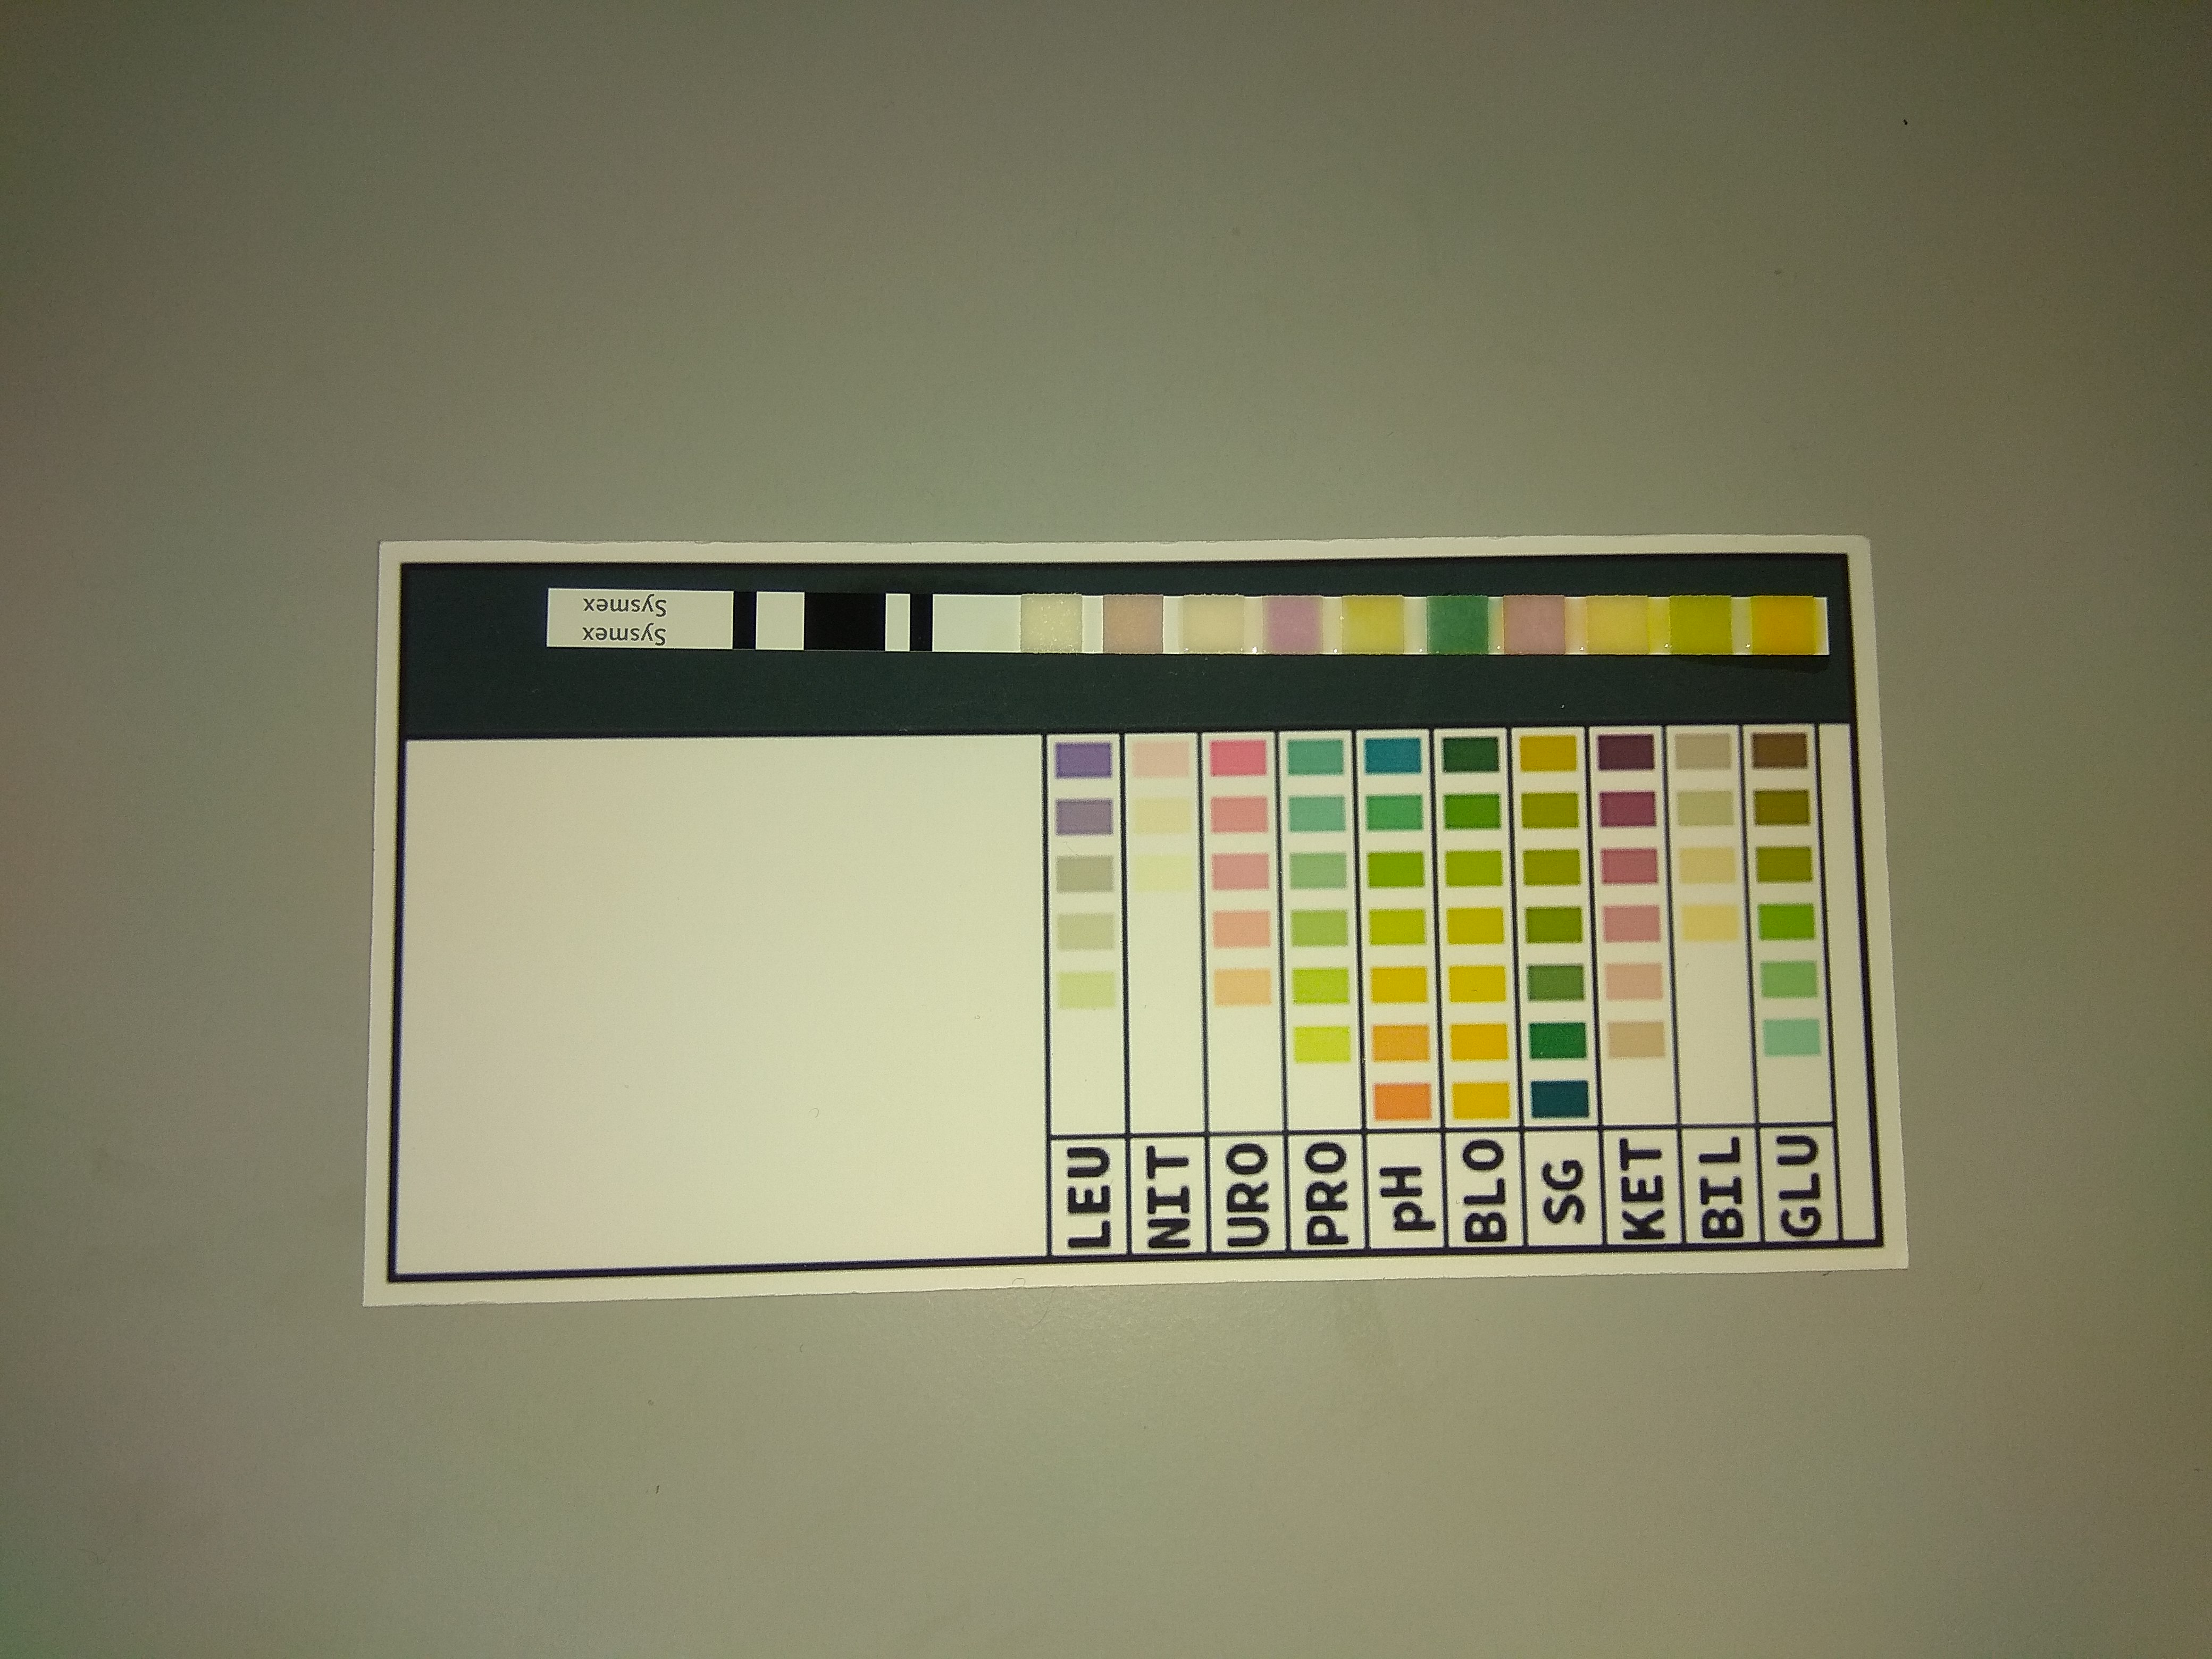 Sysmex
Sysmex
LEU
NIT
URO
PRO
pH
BLO
SG
KET
BIL
GLU